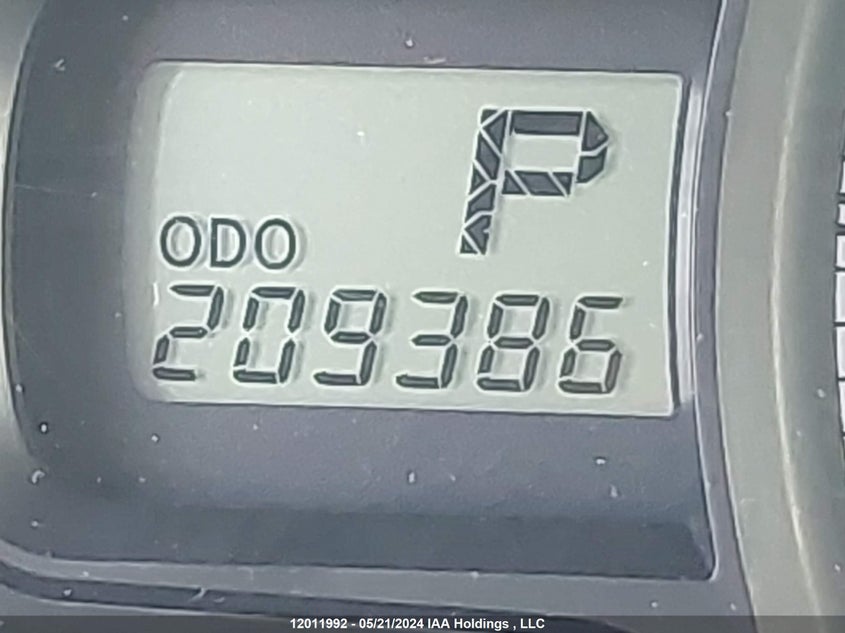 P
ODO
209386
12011992 - 05/21/2024 IAA Holdings , LLC